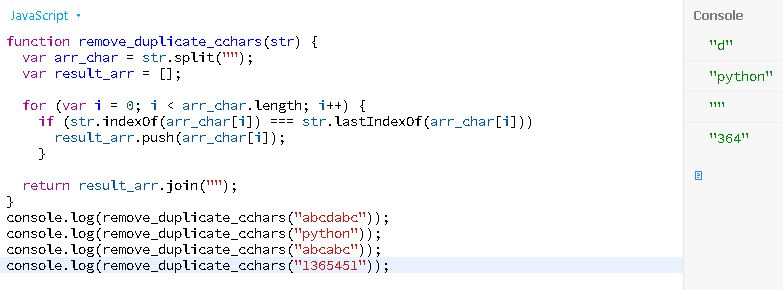 JavaScript
function remove_duplicate_cchars(str) {
  var arr_char = str.split("");
  var result_arr = [];

  for (var i = 0; i < arr_char.length; i++) {
    if (str.indexOf(arr_char[i]) === str.lastIndexOf(arr_char[i]))
      result_arr.push(arr_char[i]);
    }

  return result_arr.join("");
}
console.log(remove_duplicate_cchars("abcdabc"));
console.log(remove_duplicate_cchars("python"));
console.log(remove_duplicate_cchars("abcabc"));
console.log(remove_duplicate_cchars("1365451"));
Console
"d"
"python"
""
"364"